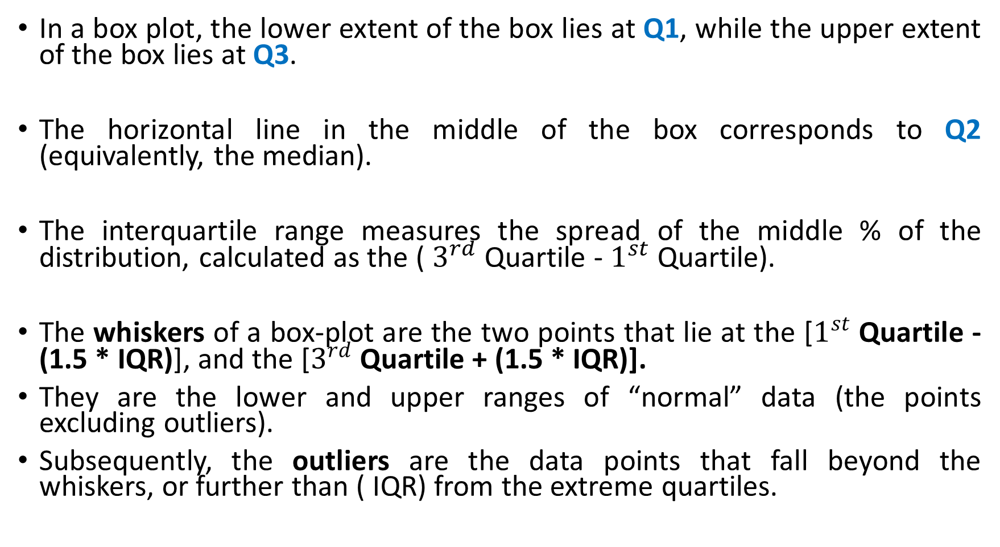 • In a box plot, the lower extent of the box lies at Q1, while the upper extent
of the box lies at Q3.
• The horizontal line in the middle of the box corresponds to Q2
(equivalently, the median).
• The interquartile range measures the spread of the middle % of the
distribution, calculated as the ( 3^rd Quartile - 1^st Quartile).
• The whiskers of a box-plot are the two points that lie at the [1^st Quartile -
(1.5 * IQR)], and the [3^rd Quartile + (1.5 * IQR)].
• They are the lower and upper ranges of “normal” data (the points
excluding outliers).
• Subsequently, the outliers are the data points that fall beyond the
whiskers, or further than ( IQR) from the extreme quartiles.